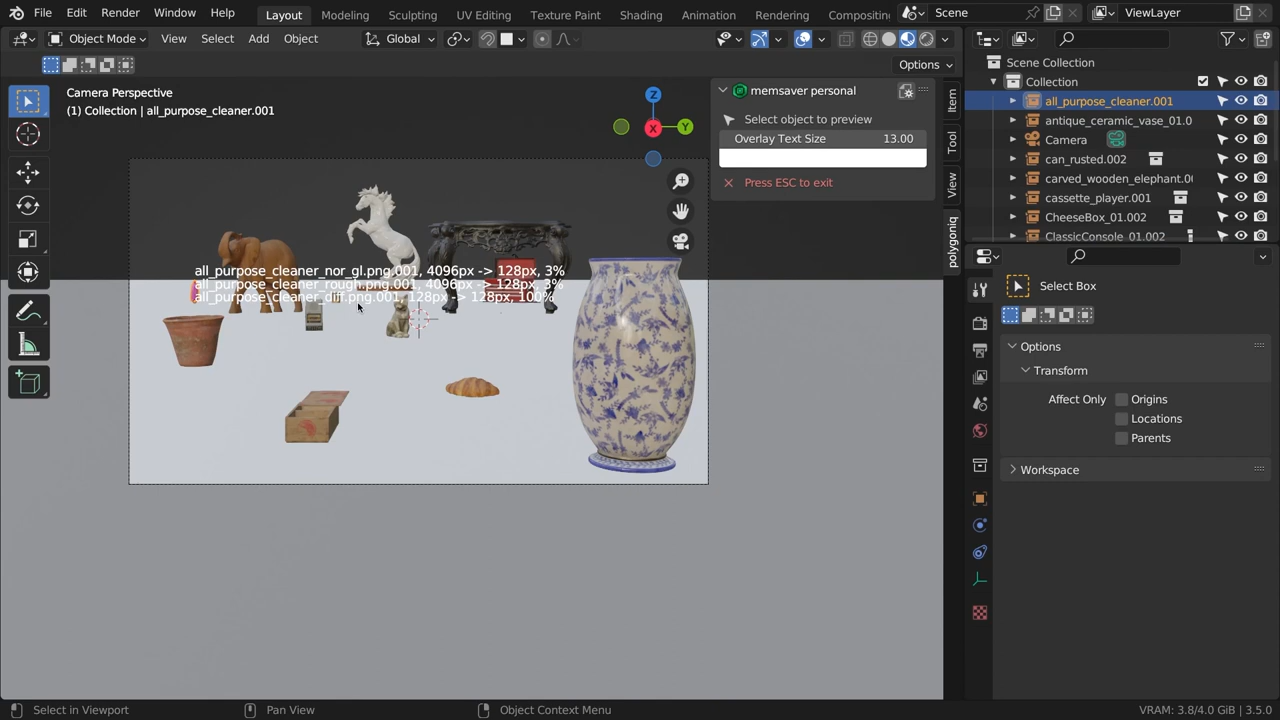 File Edit Render Window Help Layout Modeling Sculpting UV Editing Texture Paint Shading Animation Rendering Compositing Scene ViewLayer
Object Mode View Select Add Object Global
Options
Camera Perspective
(1) Collection | all_purpose_cleaner.001
Z
Y
X
memsaver personal
Select object to preview
Overlay Text Size 13.00
Press ESC to exit
Item
Tool
View
polygoniq
all_purpose_cleaner_nor_gl.png.001, 4096px -> 128px, 3%
all_purpose_cleaner_rough.png.001, 4096px -> 128px, 3%
all_purpose_cleaner_diff.png.001, 128px -> 128px, 100%
Scene Collection
Collection
all_purpose_cleaner.001
antique_ceramic_vase_01.0
Camera
can_rusted.002
carved_wooden_elephant.00
cassette_player.001
CheeseBox_01.002
ClassicConsole_01.002
Select Box
Options
Transform
Affect Only Origins
Locations
Parents
Workspace
Select in Viewport Pan View Object Context Menu VRAM: 3.8/4.0 GiB | 3.5.0